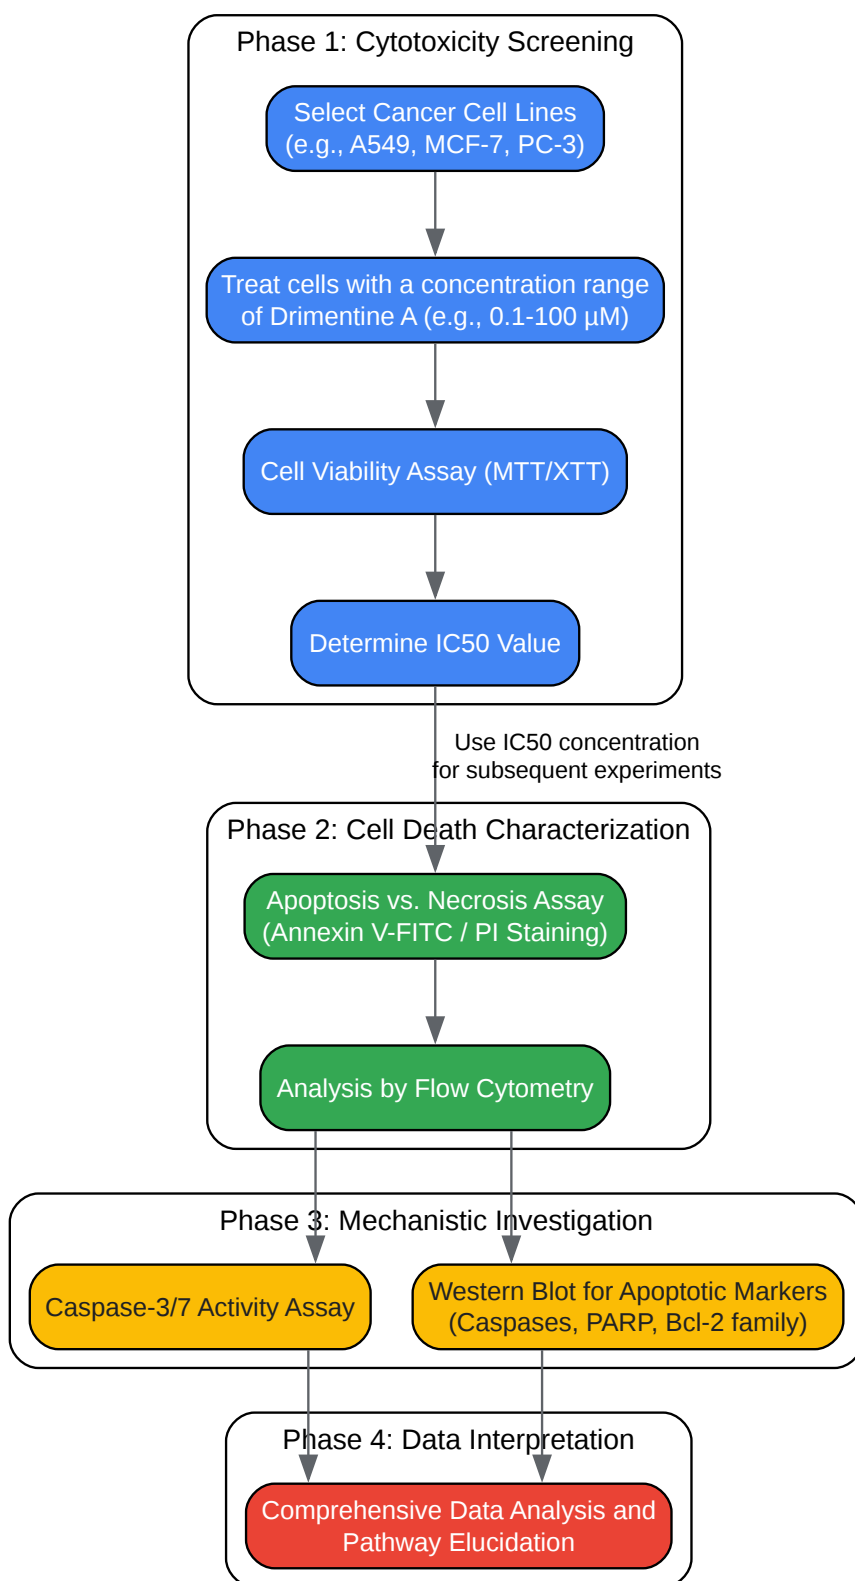 Phase 1: Cytotoxicity Screening
Select Cancer Cell Lines
(e.g., A549, MCF-7, PC-3)
Treat cells with a concentration range
of Drimentine A (e.g., 0.1-100 µM)
Cell Viability Assay (MTT/XTT)
Determine IC50 Value
Use IC50 concentration
for subsequent experiments
Phase 2: Cell Death Characterization
Apoptosis vs. Necrosis Assay
(Annexin V-FITC / PI Staining)
Analysis by Flow Cytometry
Phase 3: Mechanistic Investigation
Caspase-3/7 Activity Assay
Western Blot for Apoptotic Markers
(Caspases, PARP, Bcl-2 family)
Phase 4: Data Interpretation
Comprehensive Data Analysis and
Pathway Elucidation